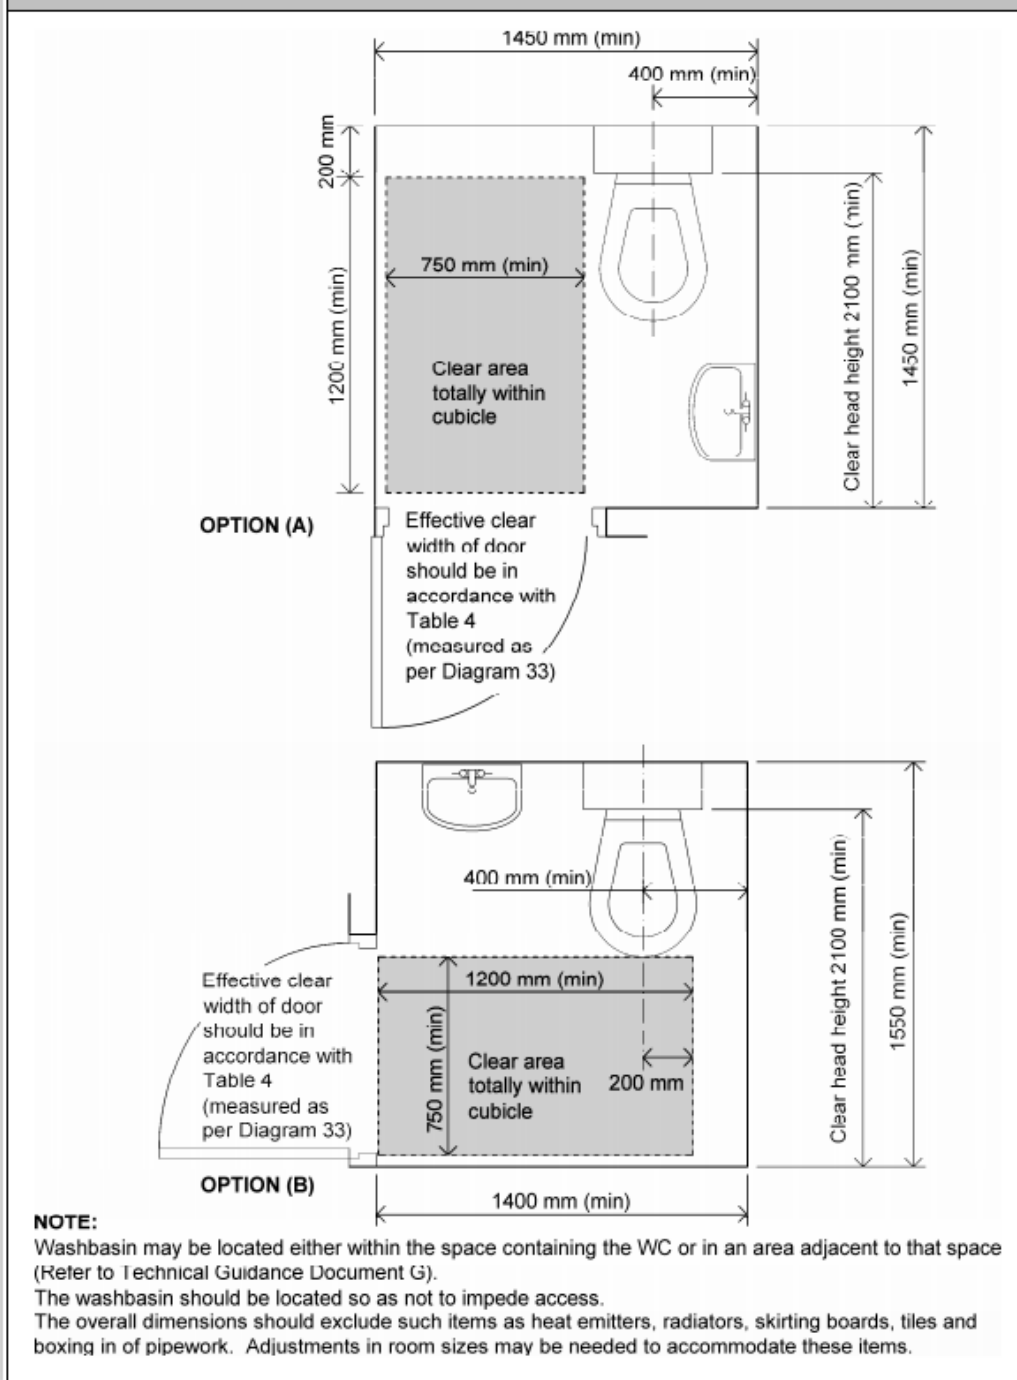 1450 mm (min)
400 mm (min)
200 mm
1200 mm (min)
750 mm (min)
Clear area
totally within
cubicle
Clear head height 2100 mm (min)
1450 mm (min)
OPTION (A)
Effective clear
width of door
should be in
accordance with
Table 4
(measured as
per Diagram 33)
400 mm (min)
Effective clear
width of door
should be in
accordance with
Table 4
(measured as
per Diagram 33)
1200 mm (min)
750 mm (min)
Clear area
totally within
cubicle
200 mm
Clear head height 2100 mm (min)
1550 mm (min)
OPTION (B)
1400 mm (min)
NOTE:
Washbasin may be located either within the space containing the WC or in an area adjacent to that space
(Refer to Technical Guidance Document G).
The washbasin should be located so as not to impede access.
The overall dimensions should exclude such items as heat emitters, radiators, skirting boards, tiles and
boxing in of pipework. Adjustments in room sizes may be needed to accommodate these items.